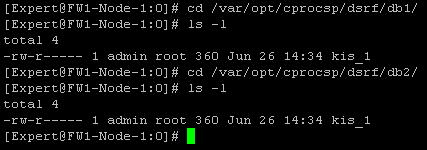 [Expert@FW1-Node-1:0]# cd /var/opt/cprocsp/dsrf/db1/
[Expert@FW1-Node-1:0]# ls -l
total 4
-rw-r----- 1 admin root 360 Jun 26 14:34 kis_1
[Expert@FW1-Node-1:0]# cd /var/opt/cprocsp/dsrf/db2/
[Expert@FW1-Node-1:0]# ls -l
total 4
-rw-r----- 1 admin root 360 Jun 26 14:34 kis_1
[Expert@FW1-Node-1:0]#